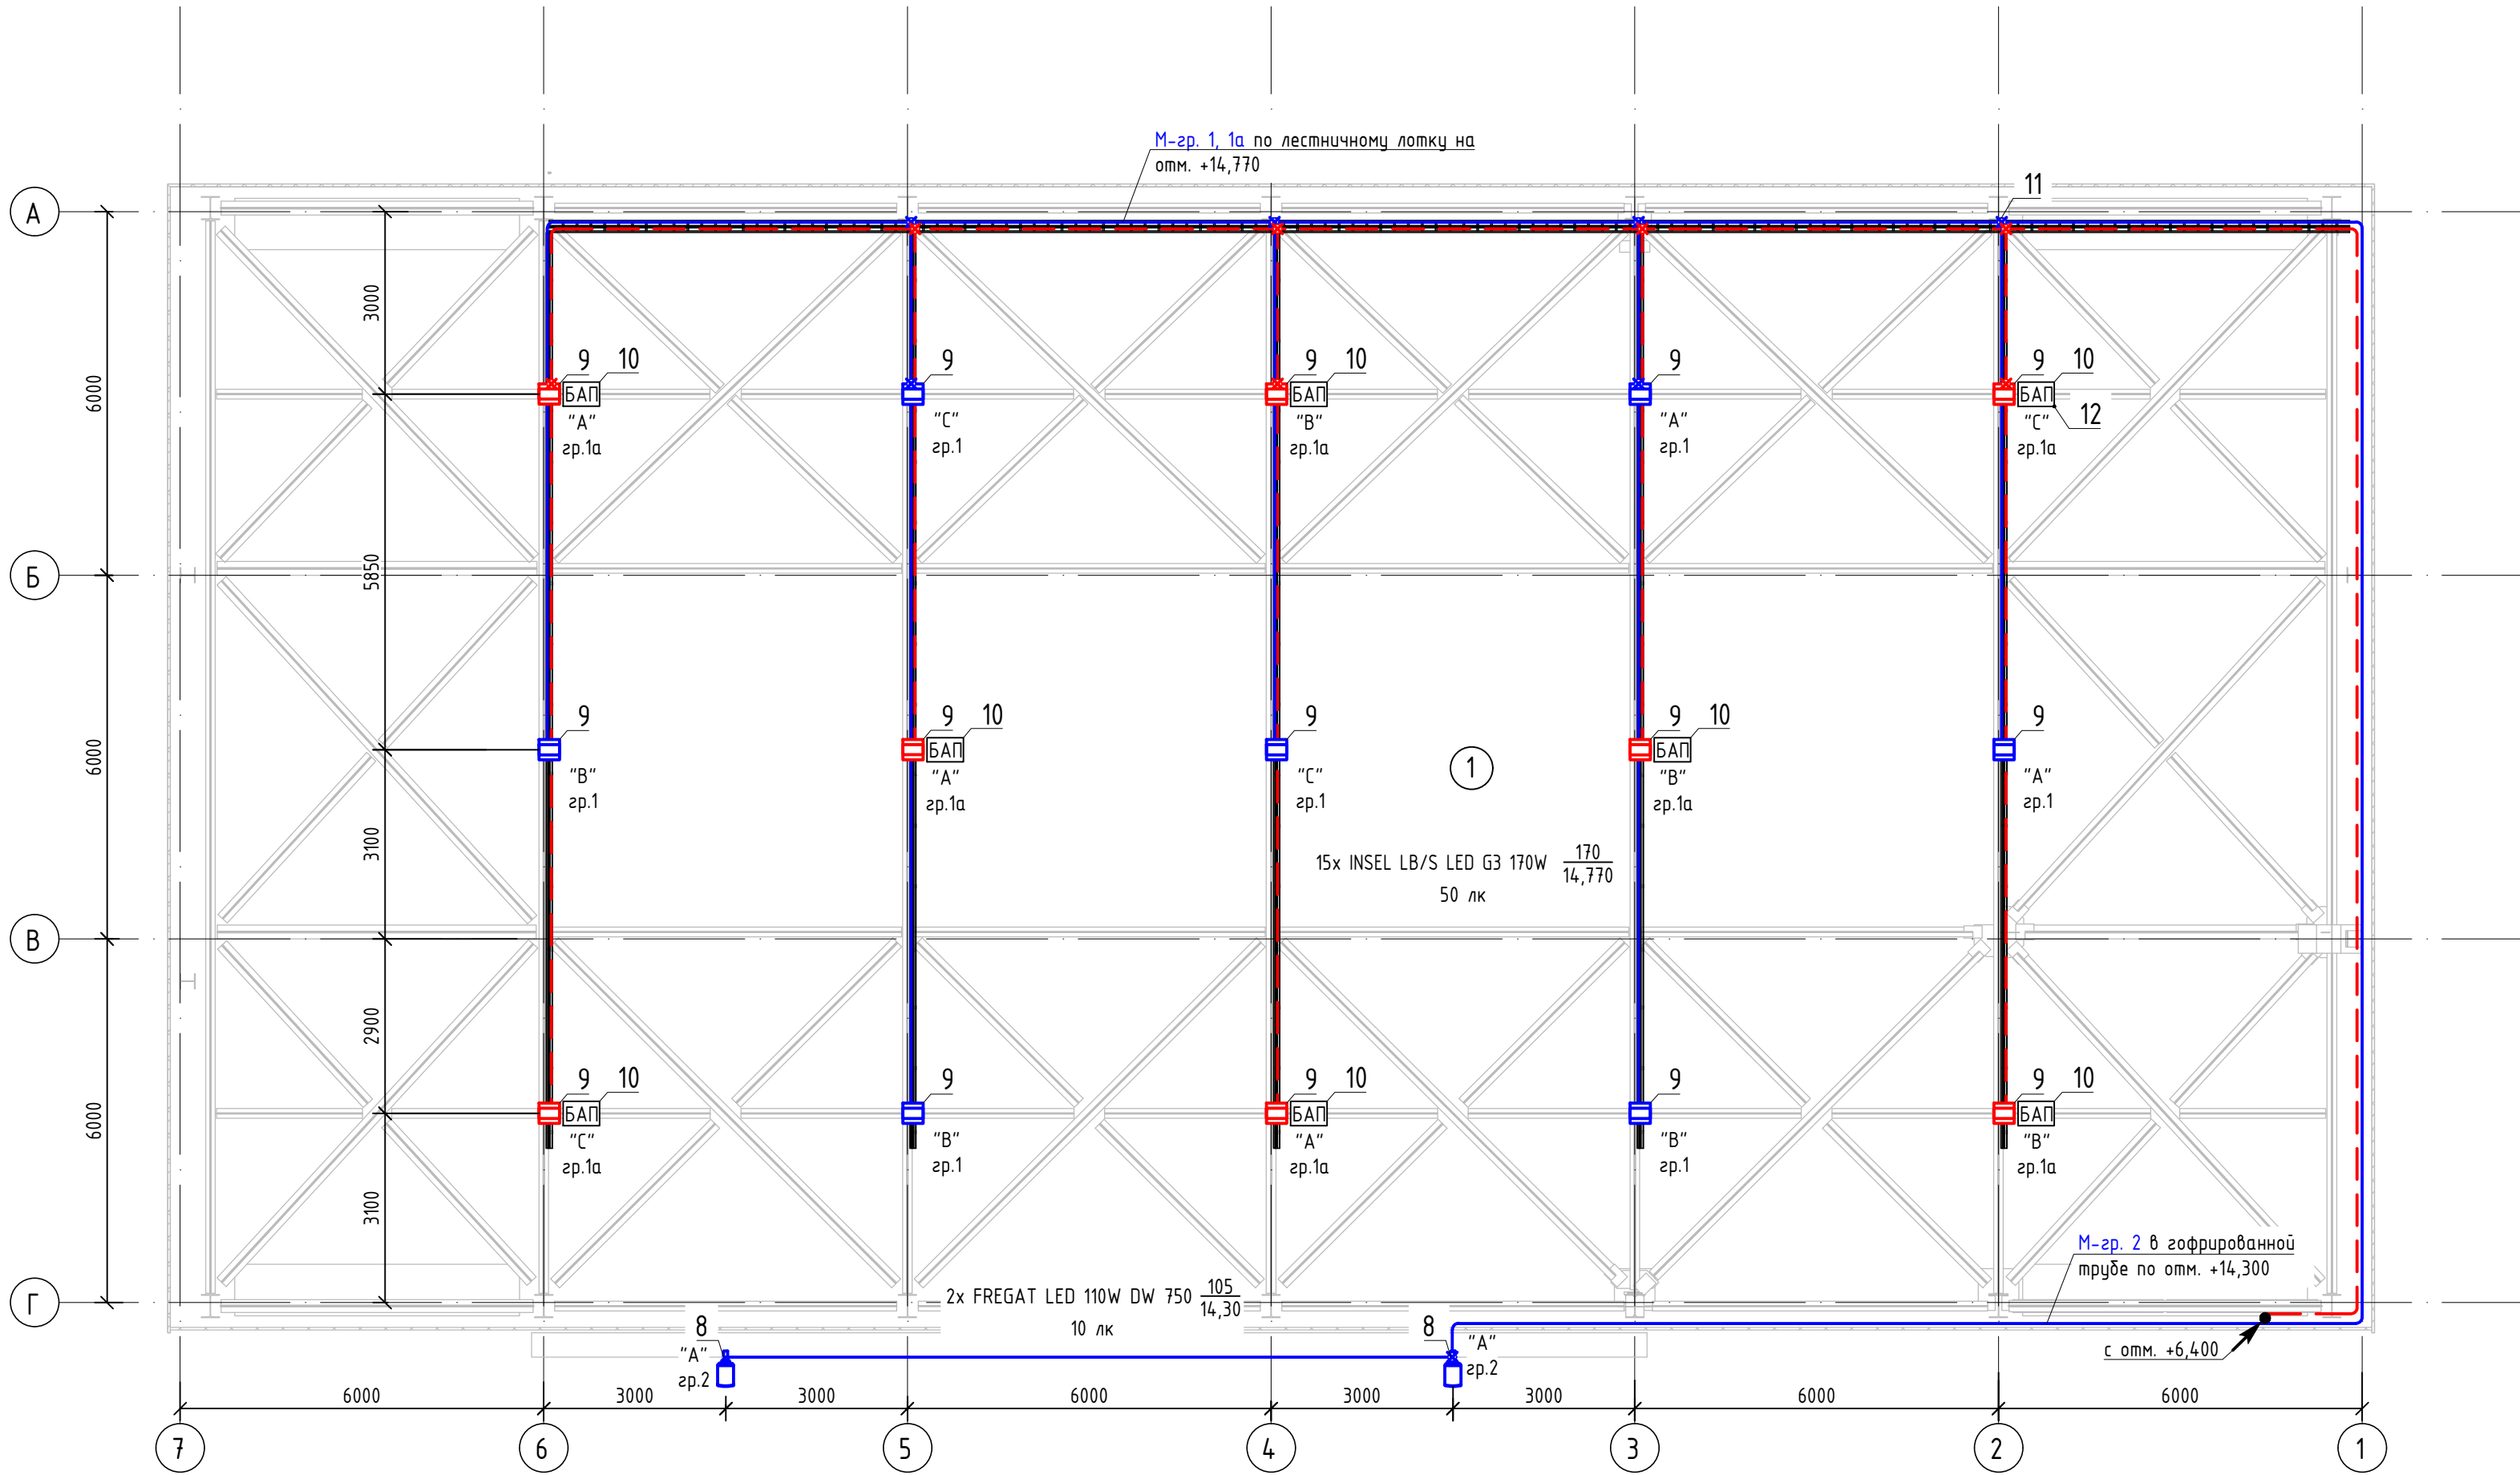 М-гр. 1, 1а по лестничному лотку на
отм. +14,770
11
А
3000
6000
9 10
БАП
"A"
гр.1а
9
"C"
гр.1
9 10
БАП
"B"
гр.1а
9
"A"
гр.1
9 10
БАП
12
"C"
гр.1а
Б
5850
6000
9
"B"
гр.1
9 10
БАП
"A"
гр.1а
9
"C"
гр.1
1
9 10
БАП
"B"
гр.1а
9
"A"
гр.1
3100
15х INSEL LB/S LED G3 170W 170
14,770
50 лк
В
2900
6000
9 10
БАП
"C"
гр.1а
9
"B"
гр.1
9 10
БАП
"A"
гр.1а
9
"B"
гр.1
9 10
БАП
"B"
гр.1а
3100
М-гр. 2 в гофрированной
трубе по отм. +14,300
Г
2х FREGAT LED 110W DW 750 105
14,30
10 лк
8
"A"
гр.2
8
"A"
гр.2
с отм. +6,400
6000 3000 3000 6000 3000 3000 6000 6000
7 6 5 4 3 2 1